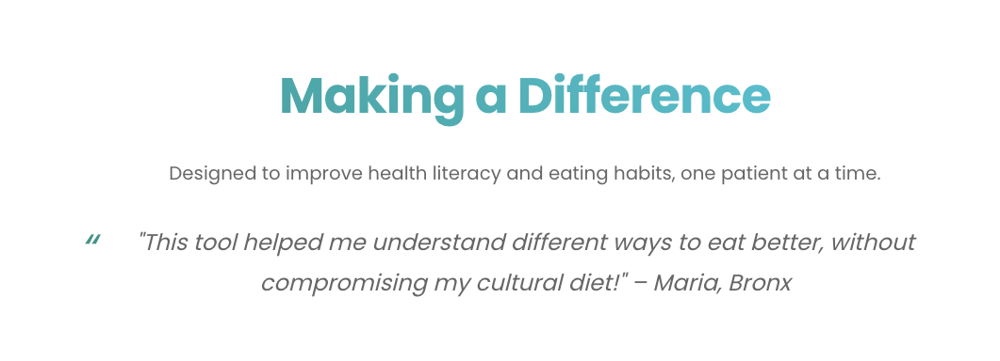 Making a Difference
Designed to improve health literacy and eating habits, one patient at a time.
“ "This tool helped me understand different ways to eat better, without
compromising my cultural diet!" – Maria, Bronx